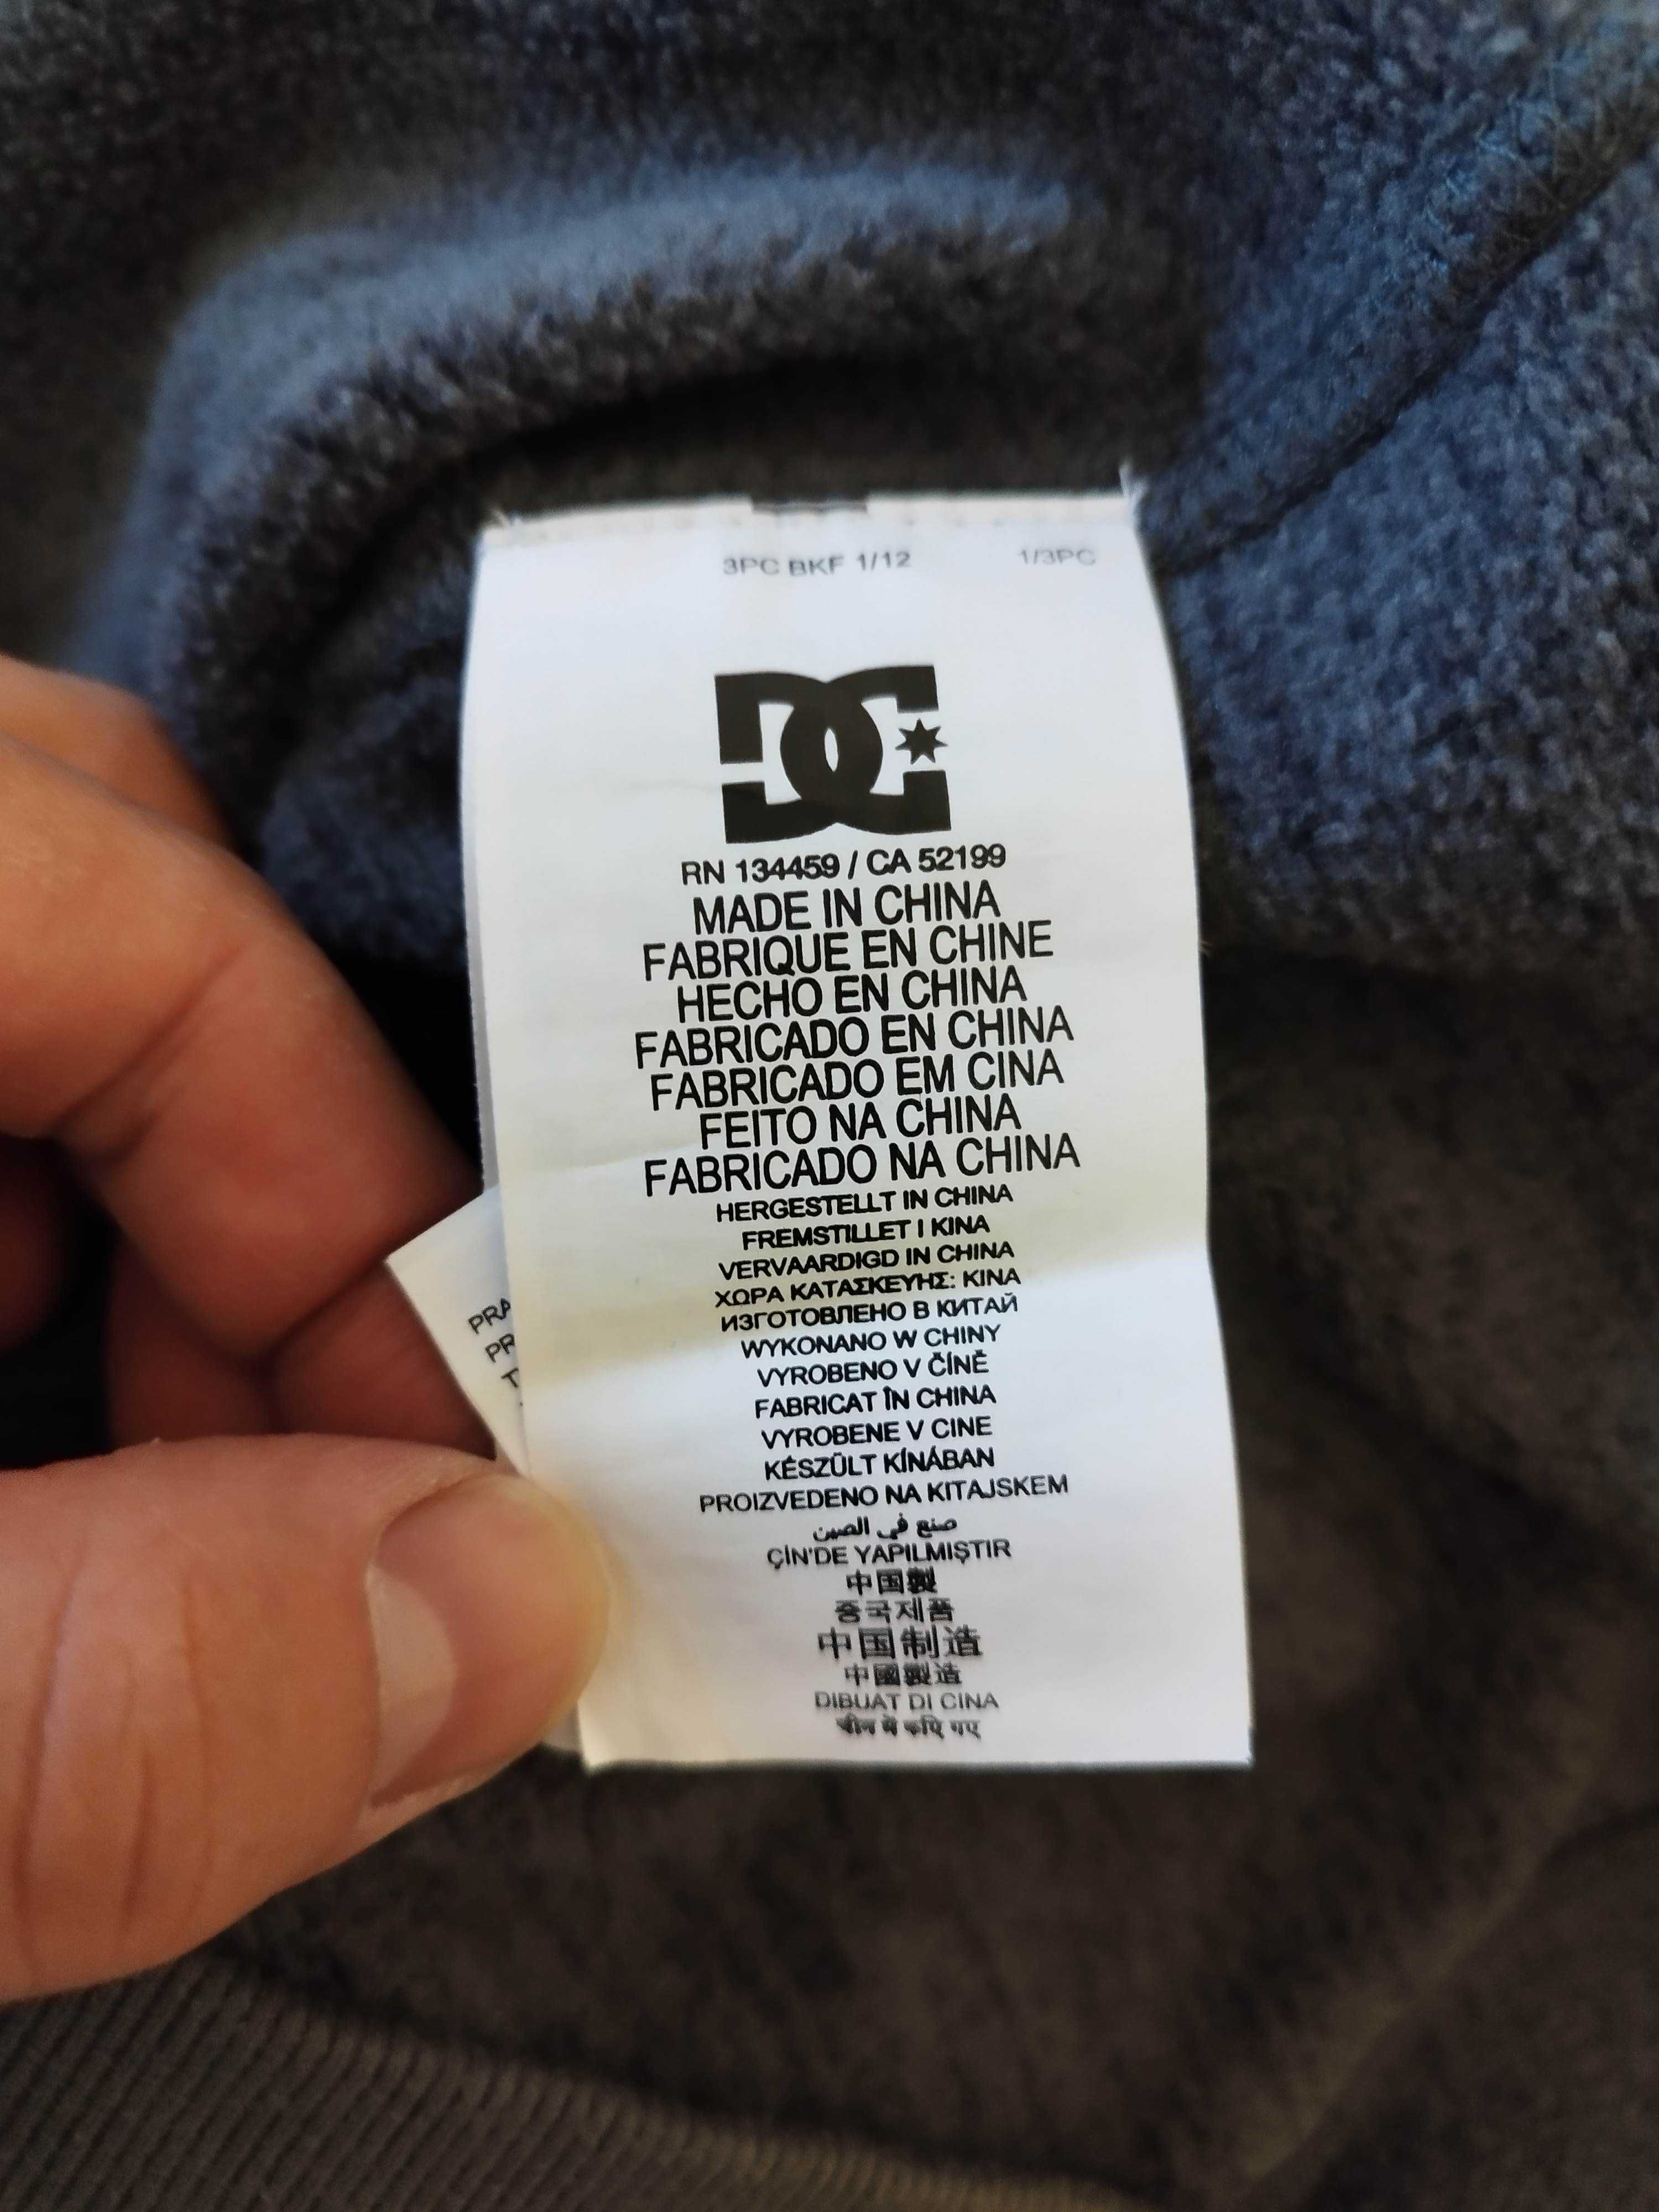 3PC BKF 1/12 1/3PC
DC
RN 134459 / CA 52199
MADE IN CHINA
FABRIQUE EN CHINE
HECHO EN CHINA
FABRICADO EN CHINA
FABRICADO EM CINA
FEITO NA CHINA
FABRICADO NA CHINA
HERGESTELLT IN CHINA
FREMSTILLET I KINA
VERVAARDIGD IN CHINA
ΧΩΡΑ ΚΑΤΑΣΚΕΥΗΣ: ΚΙΝΑ
ИЗГОТОВЛЕНО В КИТАЙ
WYKONANO W CHINY
VYROBENO V ČÍNĚ
FABRICAT ÎN CHINA
VYROBENE V CINE
KÉSZÜLT KÍNÁBAN
PROIZVEDENO NA KITAJSKEM
صنع في الصين
ÇİN'DE YAPILMIŞTIR
中国製
중국제품
中国制造
中國製造
DIBUAT DI CINA
चीन में कपि गए
PRA
PR